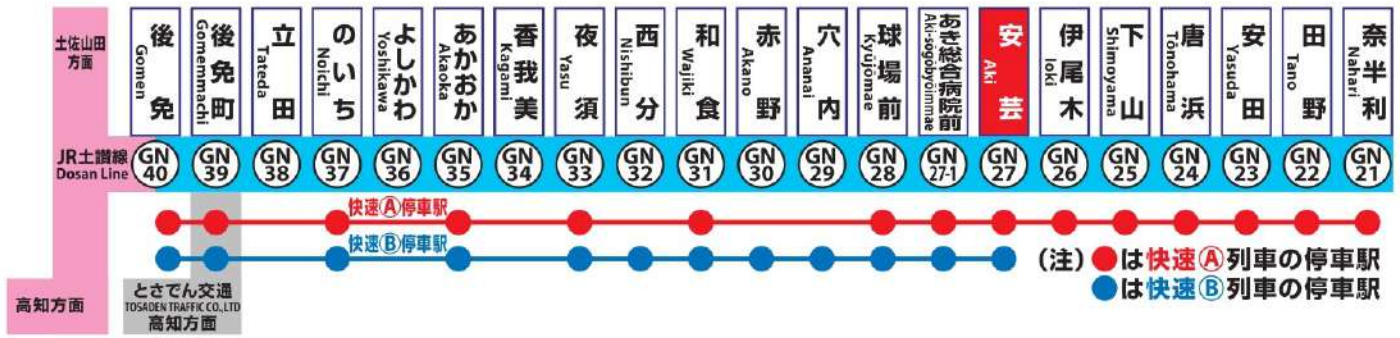 土佐山田
方面
後免
Gomen
後免町
Gomemmachi
立田
Tateda
のいち
Noichi
よしかわ
Yoshikawa
あかおか
Akaoka
香我美
Kagami
夜須
Yasu
西分
Nishibun
和食
Wajiki
赤野
Akano
穴内
Ananai
球場前
Kyūjōmae
あき総合病院前
Aki-sōgōbyōimmae
安芸
Aki
伊尾木
Ioki
下山
Shimoyama
唐浜
Tōnohama
安田
Yasuda
田野
Tano
奈半利
Nahari
JR土讃線
Dosan Line
GN
40
GN
39
GN
38
GN
37
GN
36
GN
35
GN
34
GN
33
GN
32
GN
31
GN
30
GN
29
GN
28
GN
27-1
GN
27
GN
26
GN
25
GN
24
GN
23
GN
22
GN
21
快速Ⓐ停車駅
快速Ⓑ停車駅
(注)●は快速Ⓐ列車の停車駅
●は快速Ⓑ列車の停車駅
高知方面
とさでん交通
TOSADEN TRAFFIC CO.,LTD
高知方面